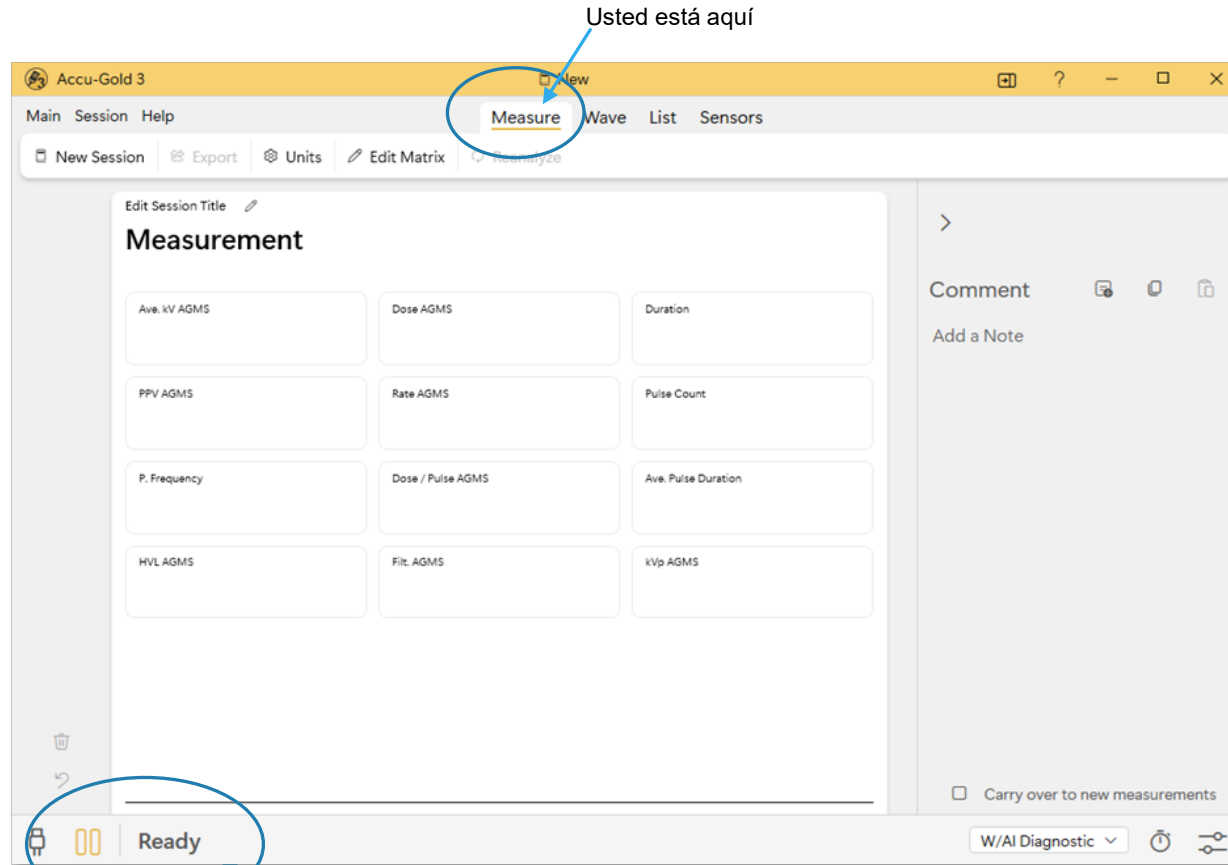 Usted está aquí
Accu-Gold 3
New
?
Main Session Help
Measure Wave List Sensors
New Session Export Units Edit Matrix Reanalyze
Edit Session Title
Measurement
Ave. kV AGMS Dose AGMS Duration
PPV AGMS Rate AGMS Pulse Count
P. Frequency Dose / Pulse AGMS Ave. Pulse Duration
HVL AGMS Filt. AGMS kVp AGMS
Comment
Add a Note
Carry over to new measurements
Ready
W/Al Diagnostic